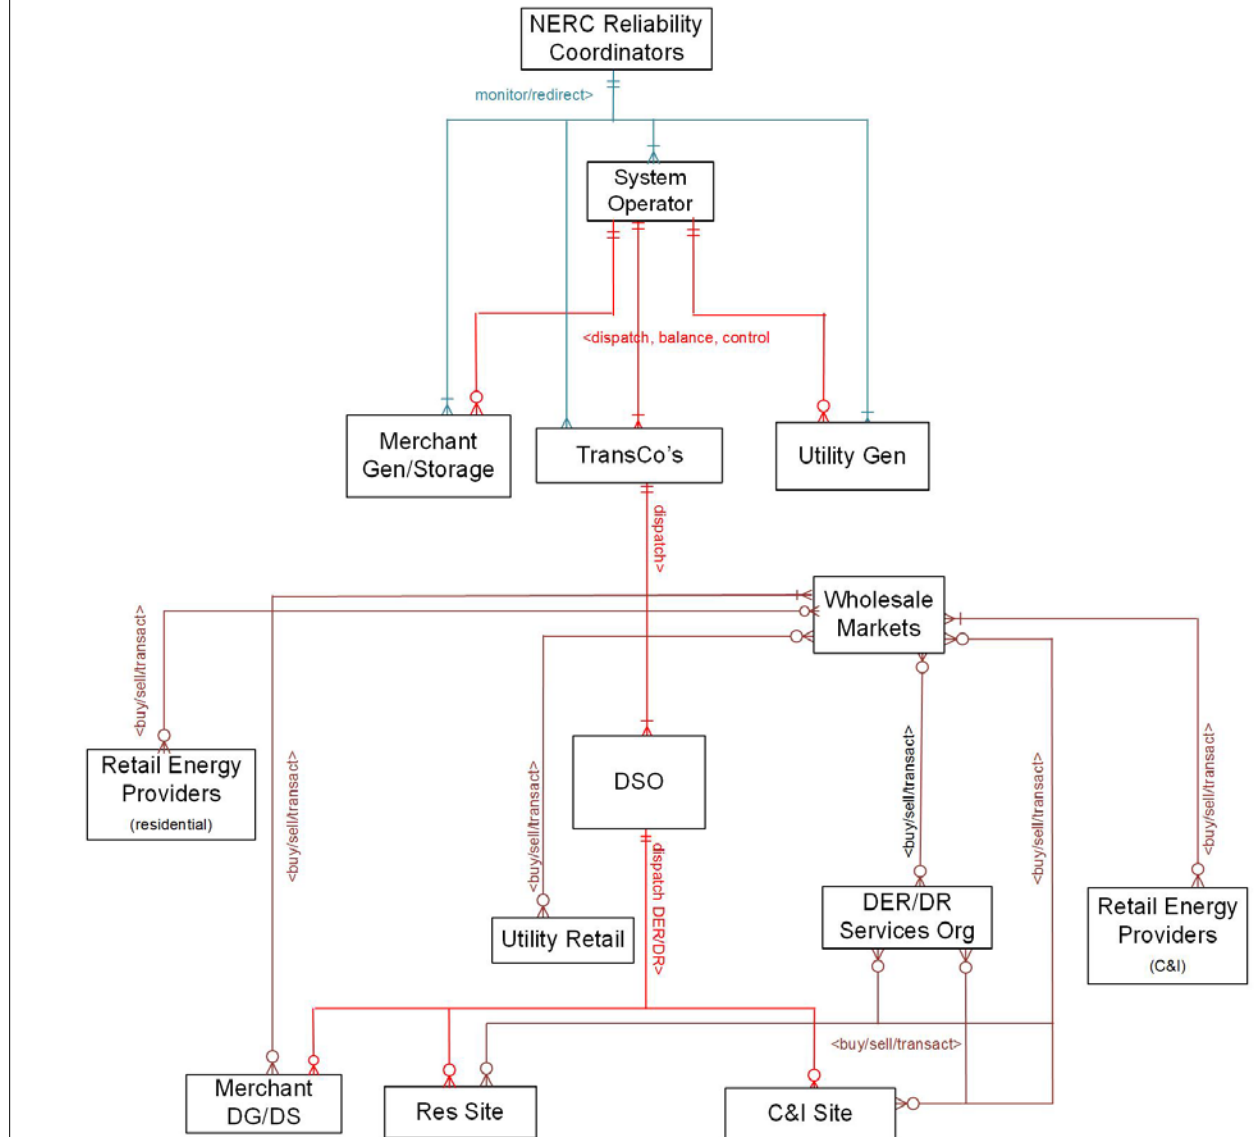 NERC Reliability
Coordinators
monitor/redirect>
System
Operator
<dispatch, balance, control
Merchant
Gen/Storage
TransCo's
Utility Gen
dispatch>
Wholesale
Markets
<buy/sell/transact>
Retail Energy
Providers
(residential)
<buy/sell/transact>
DSO
<buy/sell/transact>
<buy/sell/transact>
<buy/sell/transact>
<buy/sell/transact>
dispatch DER/DR>
Utility Retail
DER/DR
Services Org
Retail Energy
Providers
(C&I)
<buy/sell/transact>
Merchant
DG/DS
Res Site
C&I Site